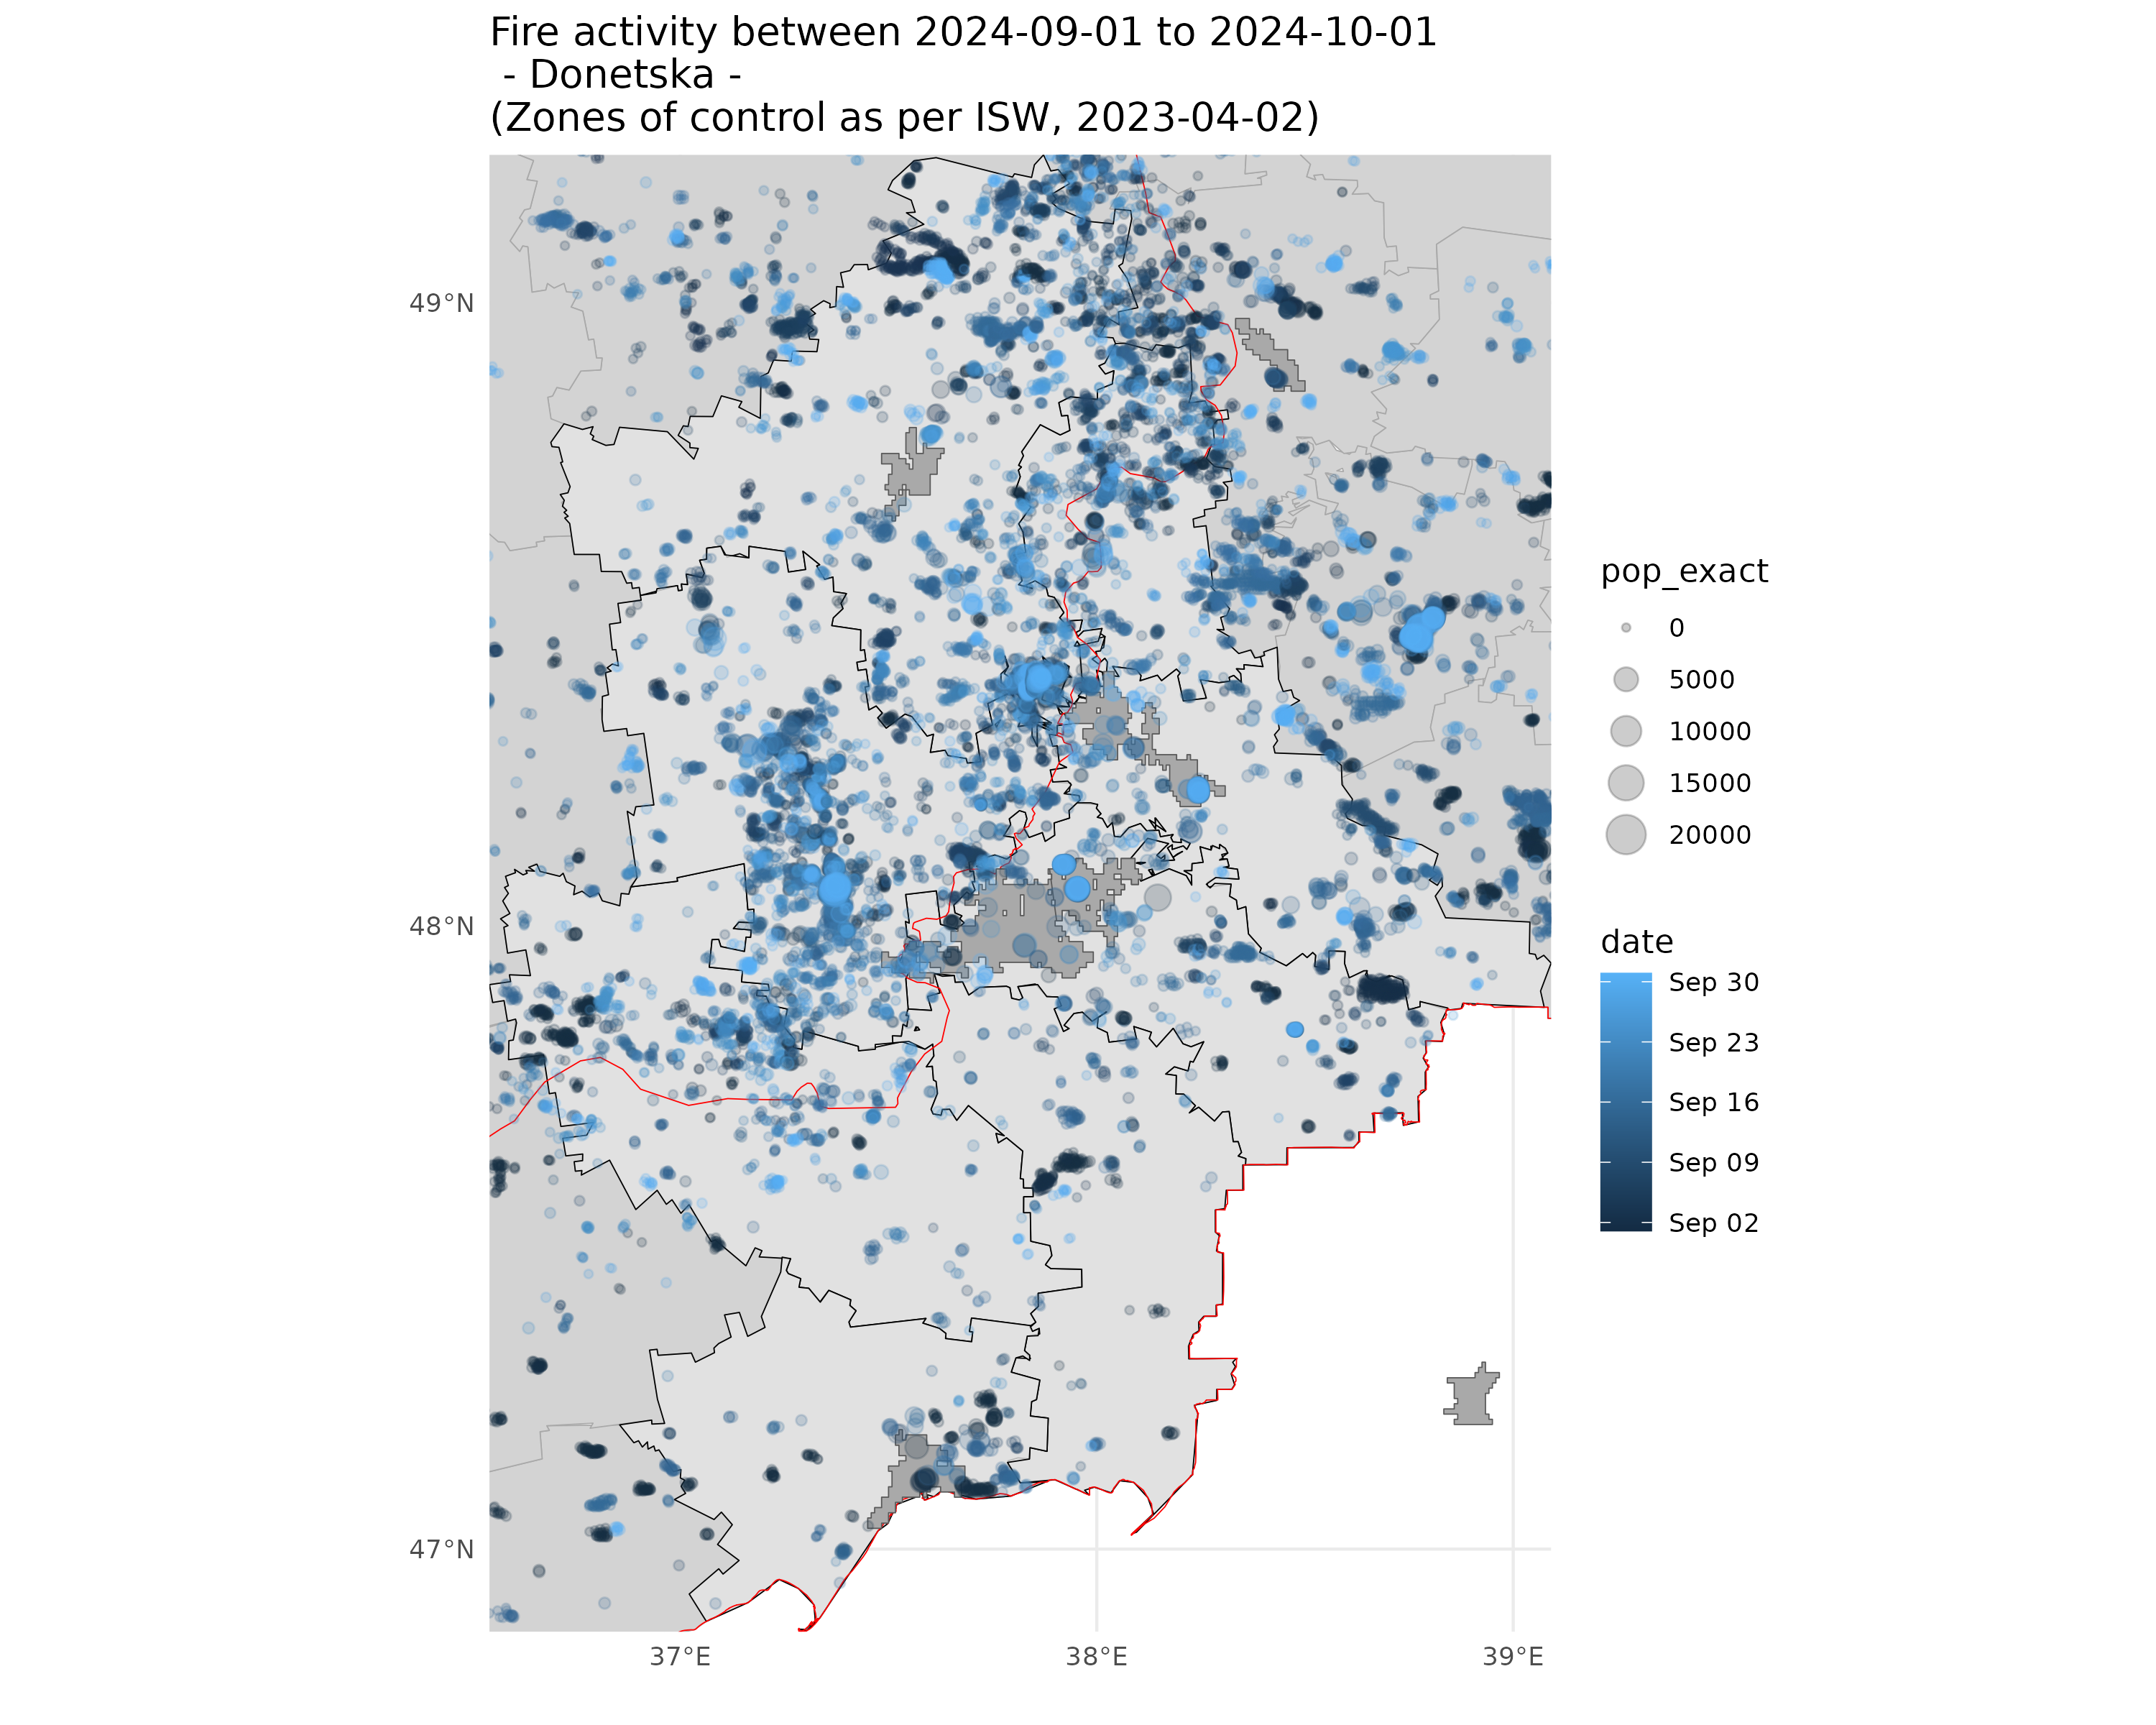 Fire activity between 2024-09-01 to 2024-10-01
- Donetska -
(Zones of control as per ISW, 2023-04-02)
49°N
48°N
47°N
37°E
38°E
39°E
pop_exact
0
5000
10000
15000
20000
date
Sep 30
Sep 23
Sep 16
Sep 09
Sep 02